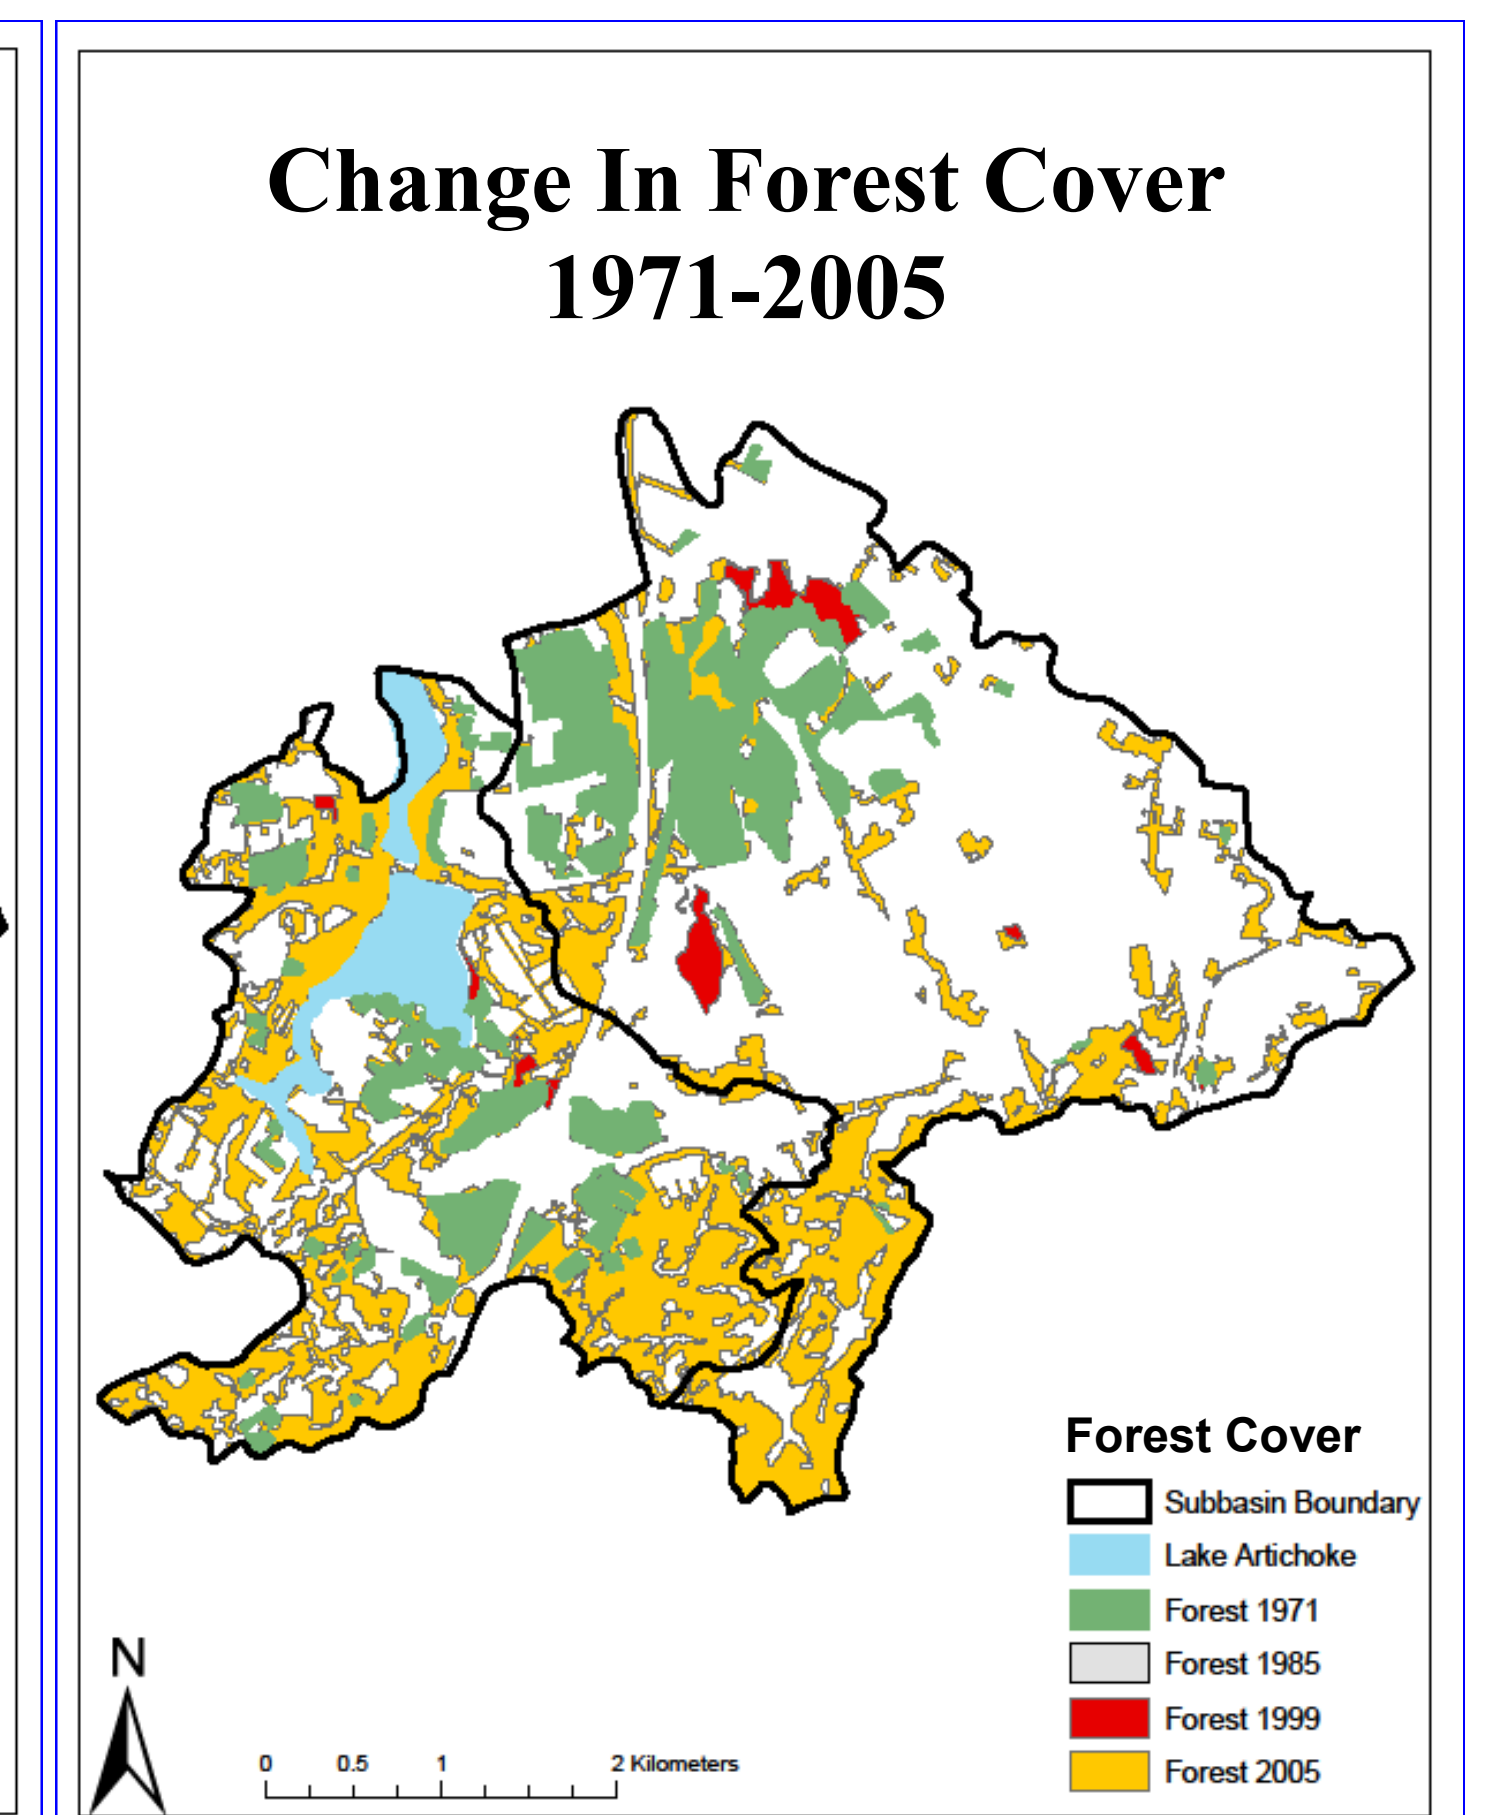 Change In Forest Cover
1971-2005
Forest Cover
Subbasin Boundary
Lake Artichoke
Forest 1971
Forest 1985
Forest 1999
Forest 2005
N
0 0.5 1 2 Kilometers